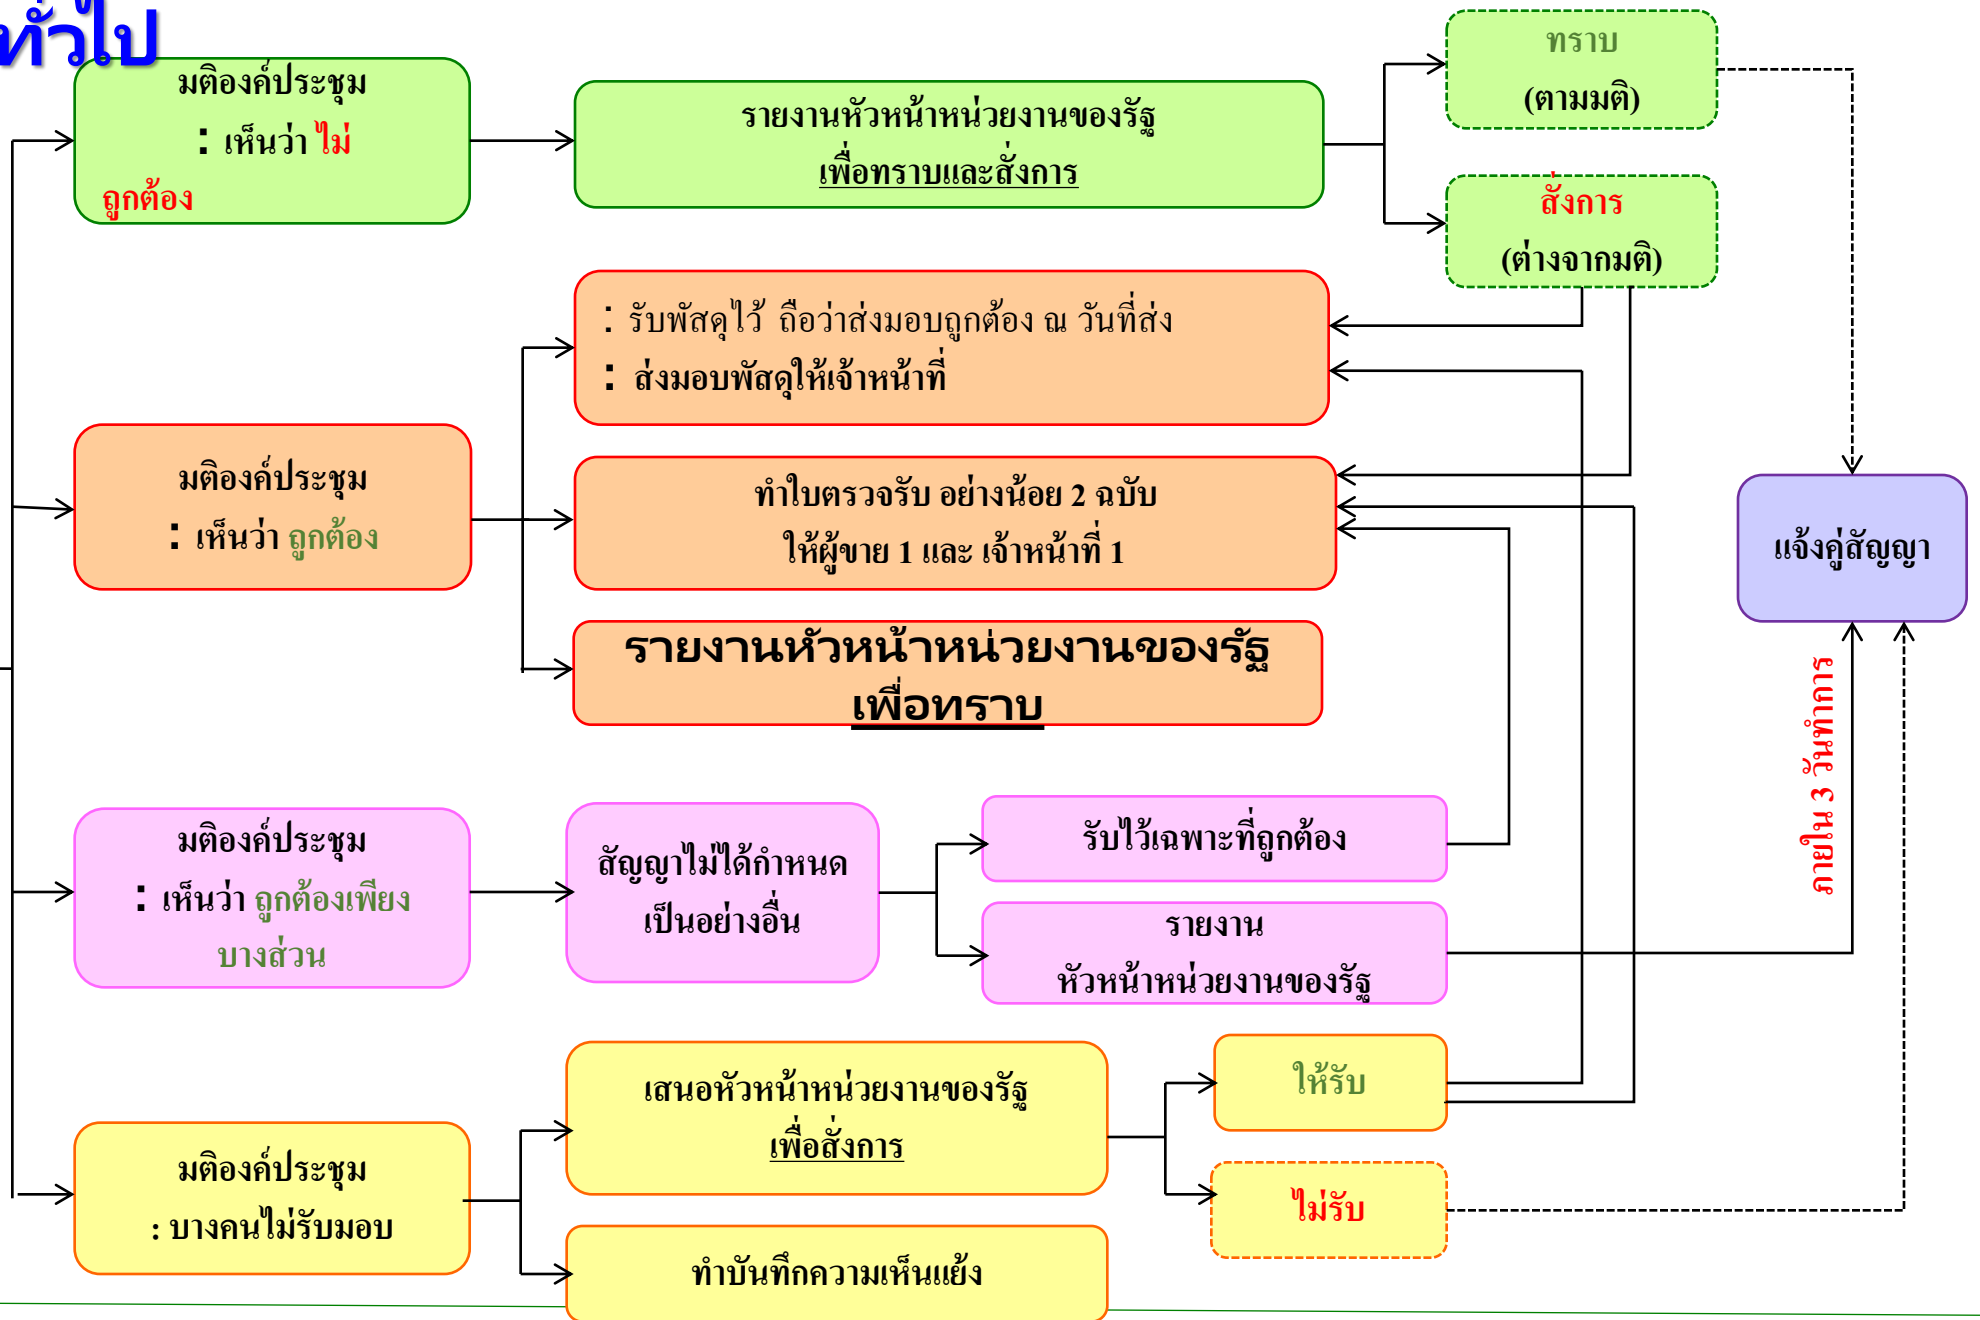 ทั่วไป
มติองค์ประชุม
: เห็นว่า ไม่
ถูกต้อง
รายงานหัวหน้าหน่วยงานของรัฐ
เพื่อทราบและสั่งการ
ทราบ
(ตามมติ)
สั่งการ
(ต่างจากมติ)
: รับพัสดุไว้ ถือว่าส่งมอบถูกต้อง ณ วันที่ส่ง
: ส่งมอบพัสดุให้เจ้าหน้าที่
มติองค์ประชุม
: เห็นว่า ถูกต้อง
ทำใบตรวจรับ อย่างน้อย 2 ฉบับ
ให้ผู้ขาย 1 และ เจ้าหน้าที่ 1
รายงานหัวหน้าหน่วยงานของรัฐ
เพื่อทราบ
แจ้งคู่สัญญา
ภายใน 3 วันทำการ
มติองค์ประชุม
: เห็นว่า ถูกต้องเพียง
บางส่วน
สัญญาไม่ได้กำหนด
เป็นอย่างอื่น
รับไว้เฉพาะที่ถูกต้อง
รายงาน
หัวหน้าหน่วยงานของรัฐ
มติองค์ประชุม
: บางคนไม่รับมอบ
เสนอหัวหน้าหน่วยงานของรัฐ
เพื่อสั่งการ
ให้รับ
ไม่รับ
ทำบันทึกความเห็นแย้ง